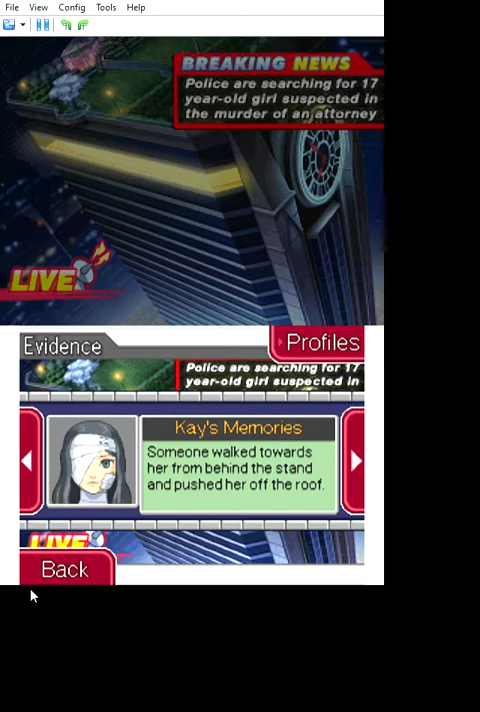 File View Config Tools Help
BREAKING NEWS
Police are searching for 17
year-old girl suspected in
the murder of an attorney
LIVE
Evidence
Profiles
Police are searching for 17
year-old girl suspected in
Kay's Memories
Someone walked towards
her from behind the stand
and pushed her off the roof.
LIVE
Back